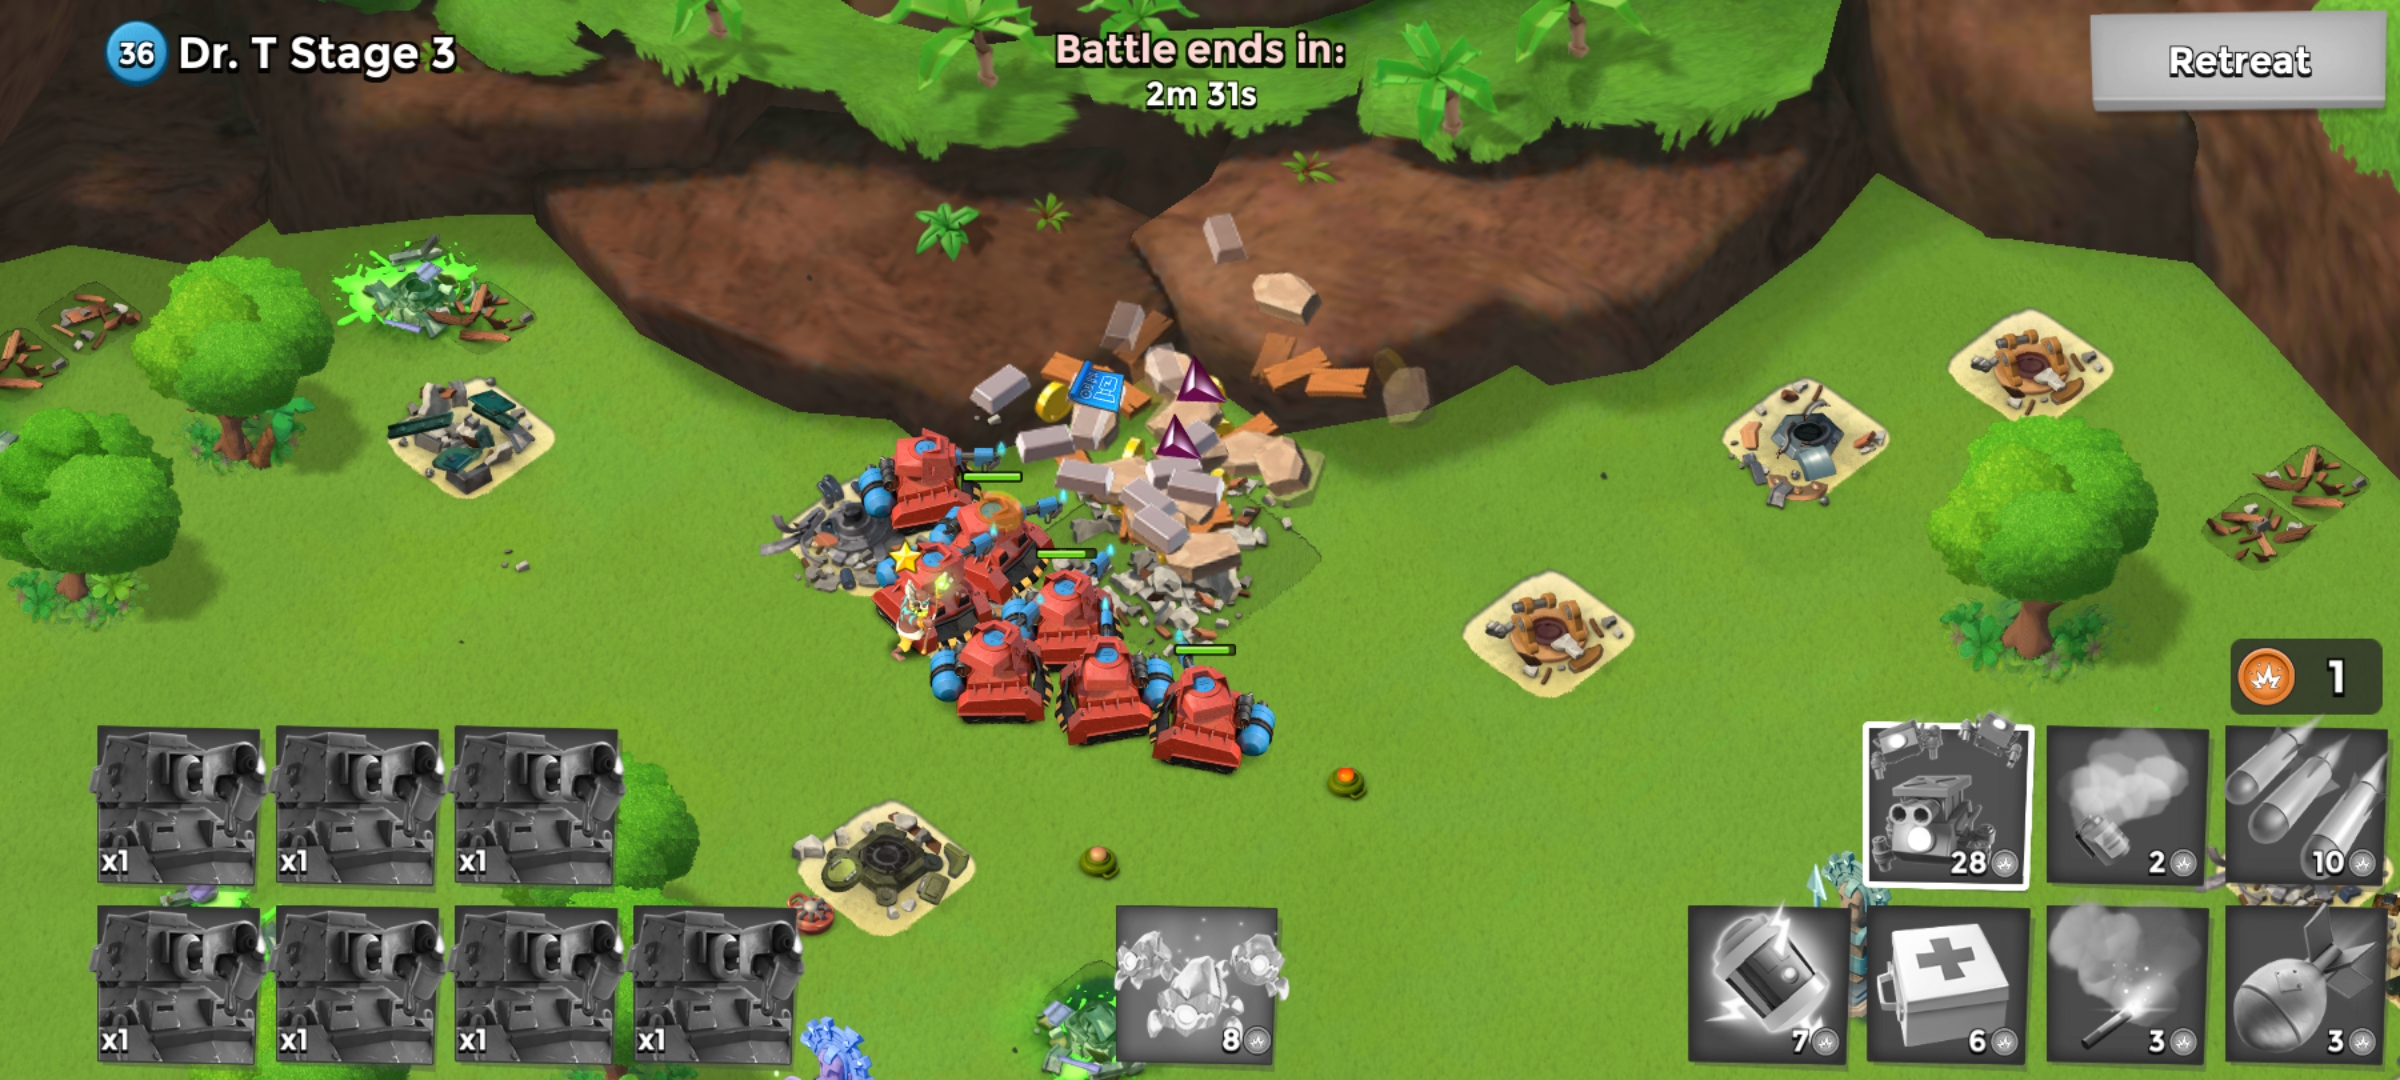 36 Dr. T Stage 3
Battle ends in:
2m 31s
Retreat
1
x1 x1 x1
28 2 10
x1 x1 x1 x1
8
7 6 3 3